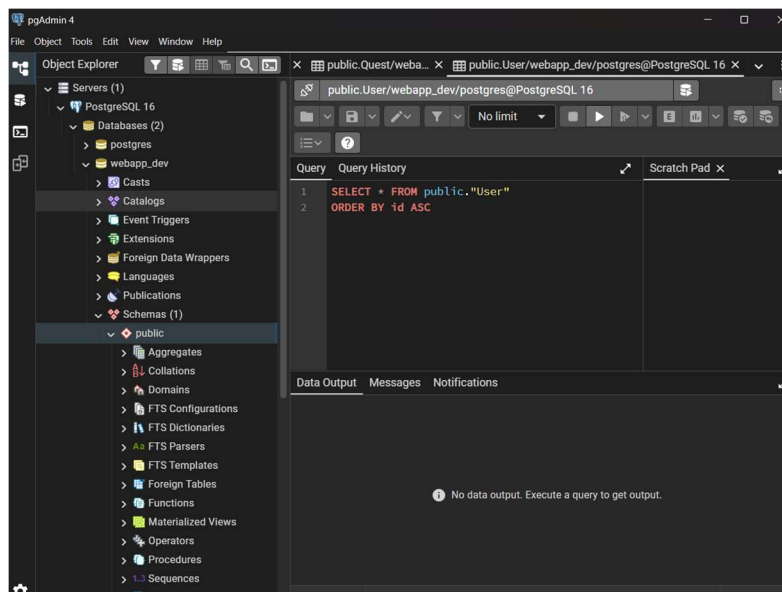 pgAdmin 4
File Object Tools Edit View Window Help
Object Explorer
public.Quest/weba...
public.User/webapp_dev/postgres@PostgreSQL 16
Servers (1)
PostgreSQL 16
Databases (2)
postgres
webapp_dev
Casts
Catalogs
Event Triggers
Extensions
Foreign Data Wrappers
Languages
Publications
Schemas (1)
public
Aggregates
Collations
Domains
FTS Configurations
FTS Dictionaries
FTS Parsers
FTS Templates
Foreign Tables
Functions
Materialized Views
Operators
Procedures
Sequences
public.User/webapp_dev/postgres@PostgreSQL 16
No limit
Query Query History
Scratch Pad
1 SELECT * FROM public."User"
2 ORDER BY id ASC
Data Output Messages Notifications
No data output. Execute a query to get output.